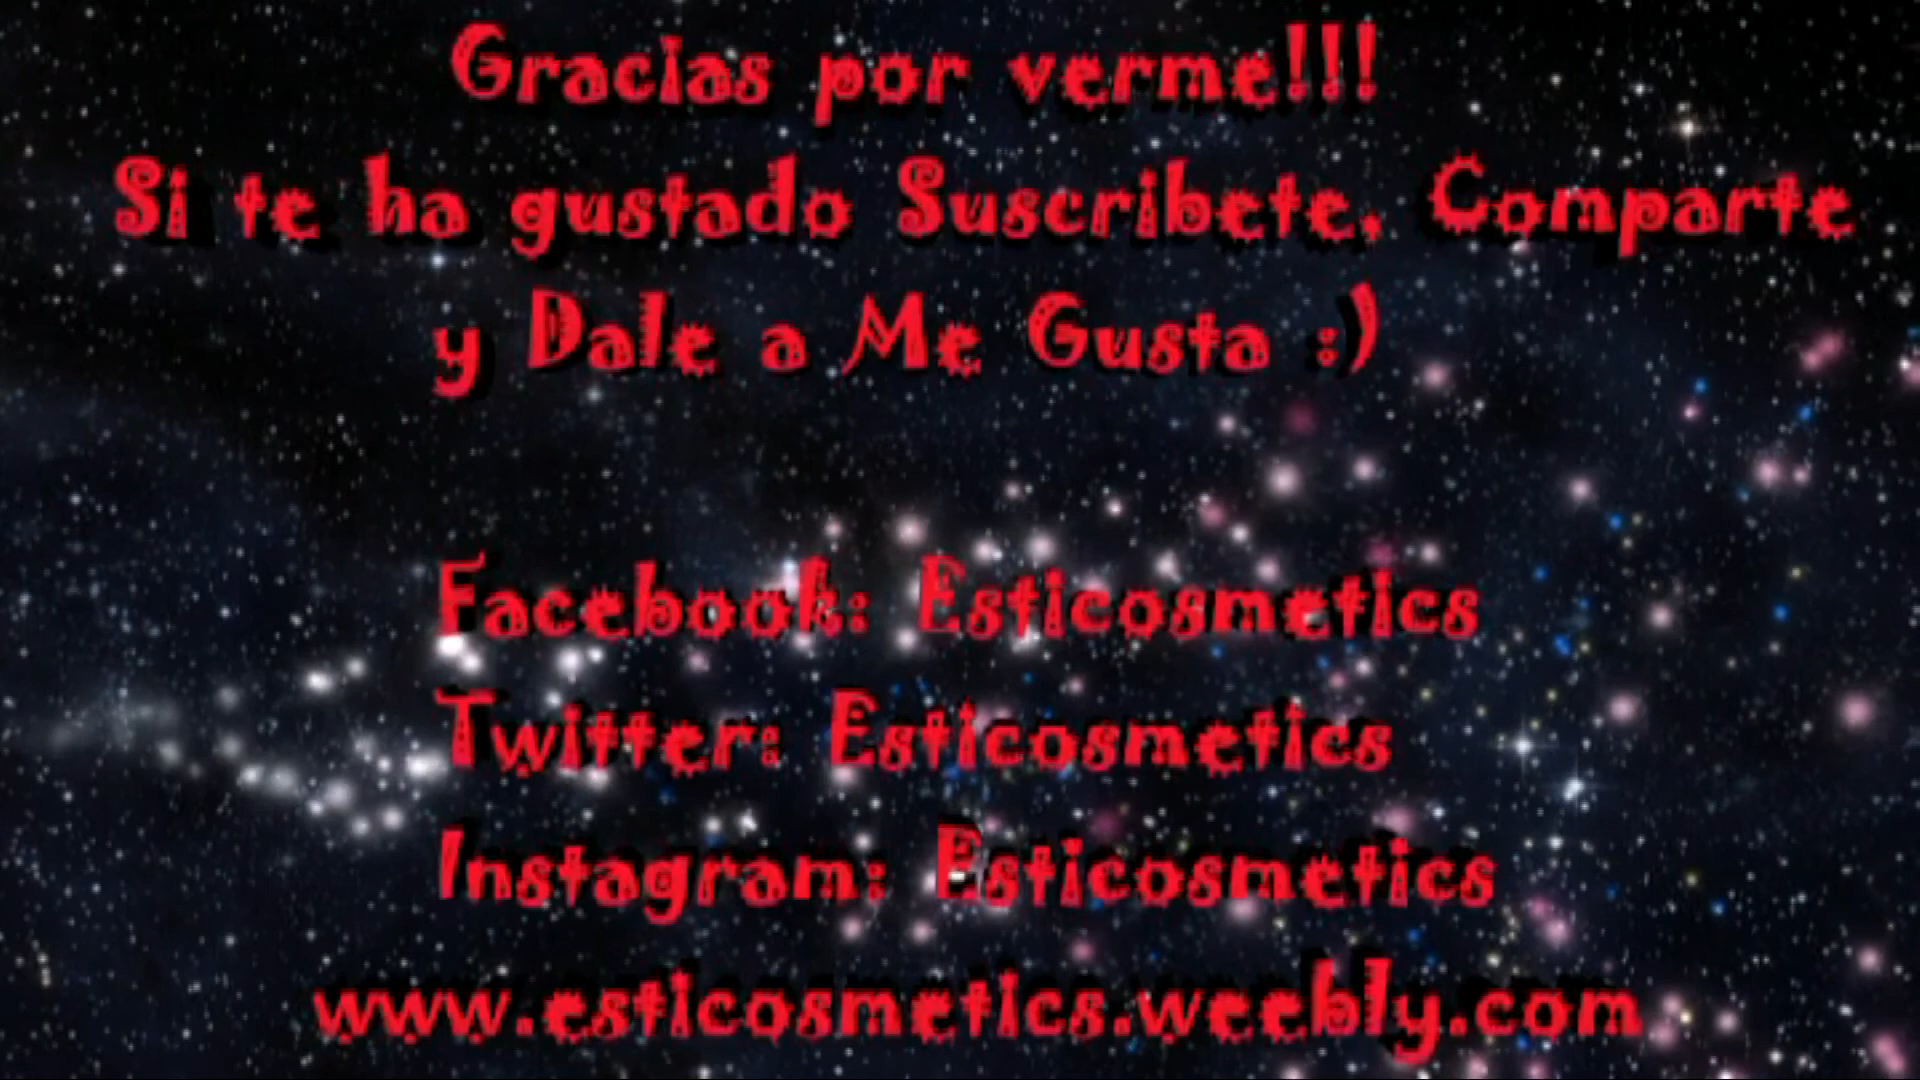 Gracias por verme!!!
Si te ha gustado Suscribete, Comparte
y Dale a Me Gusta :)
Facebook: Esticosmetics
Twitter: Esticosmetics
Instagram: Esticosmetics
www.esticosmetics.weebly.com